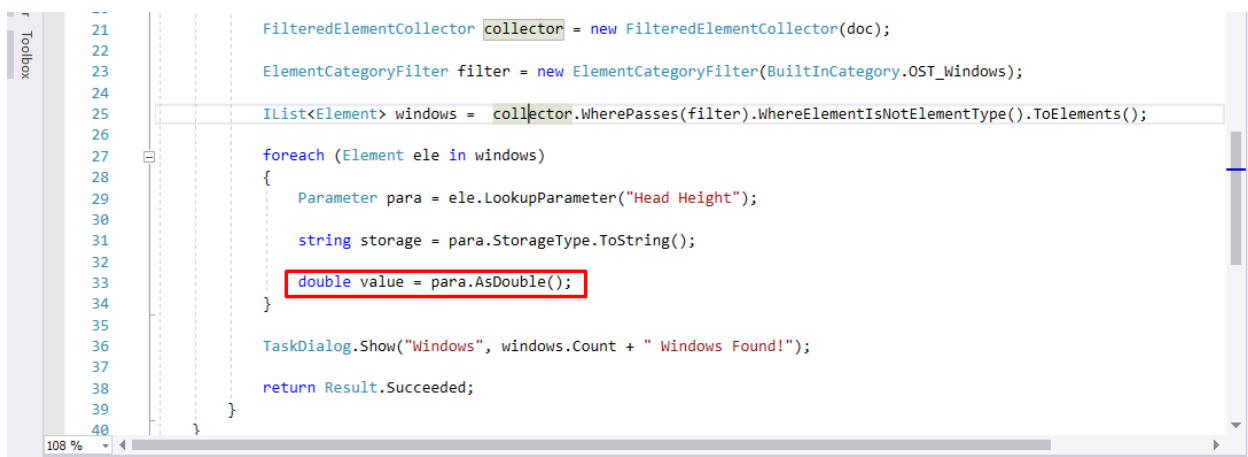 Toolbox
21 FilteredElementCollector collector = new FilteredElementCollector(doc);
22
23 ElementCategoryFilter filter = new ElementCategoryFilter(BuiltInCategory.OST_Windows);
24
25 IList<Element> windows =  collector.WherePasses(filter).WhereElementIsNotElementType().ToElements();
26
27 foreach (Element ele in windows)
28 {
29 Parameter para = ele.LookupParameter("Head Height");
30
31 string storage = para.StorageType.ToString();
32
33 double value = para.AsDouble();
34 }
35
36 TaskDialog.Show("Windows", windows.Count + " Windows Found!");
37
38 return Result.Succeeded;
39 }
40 }
108 %